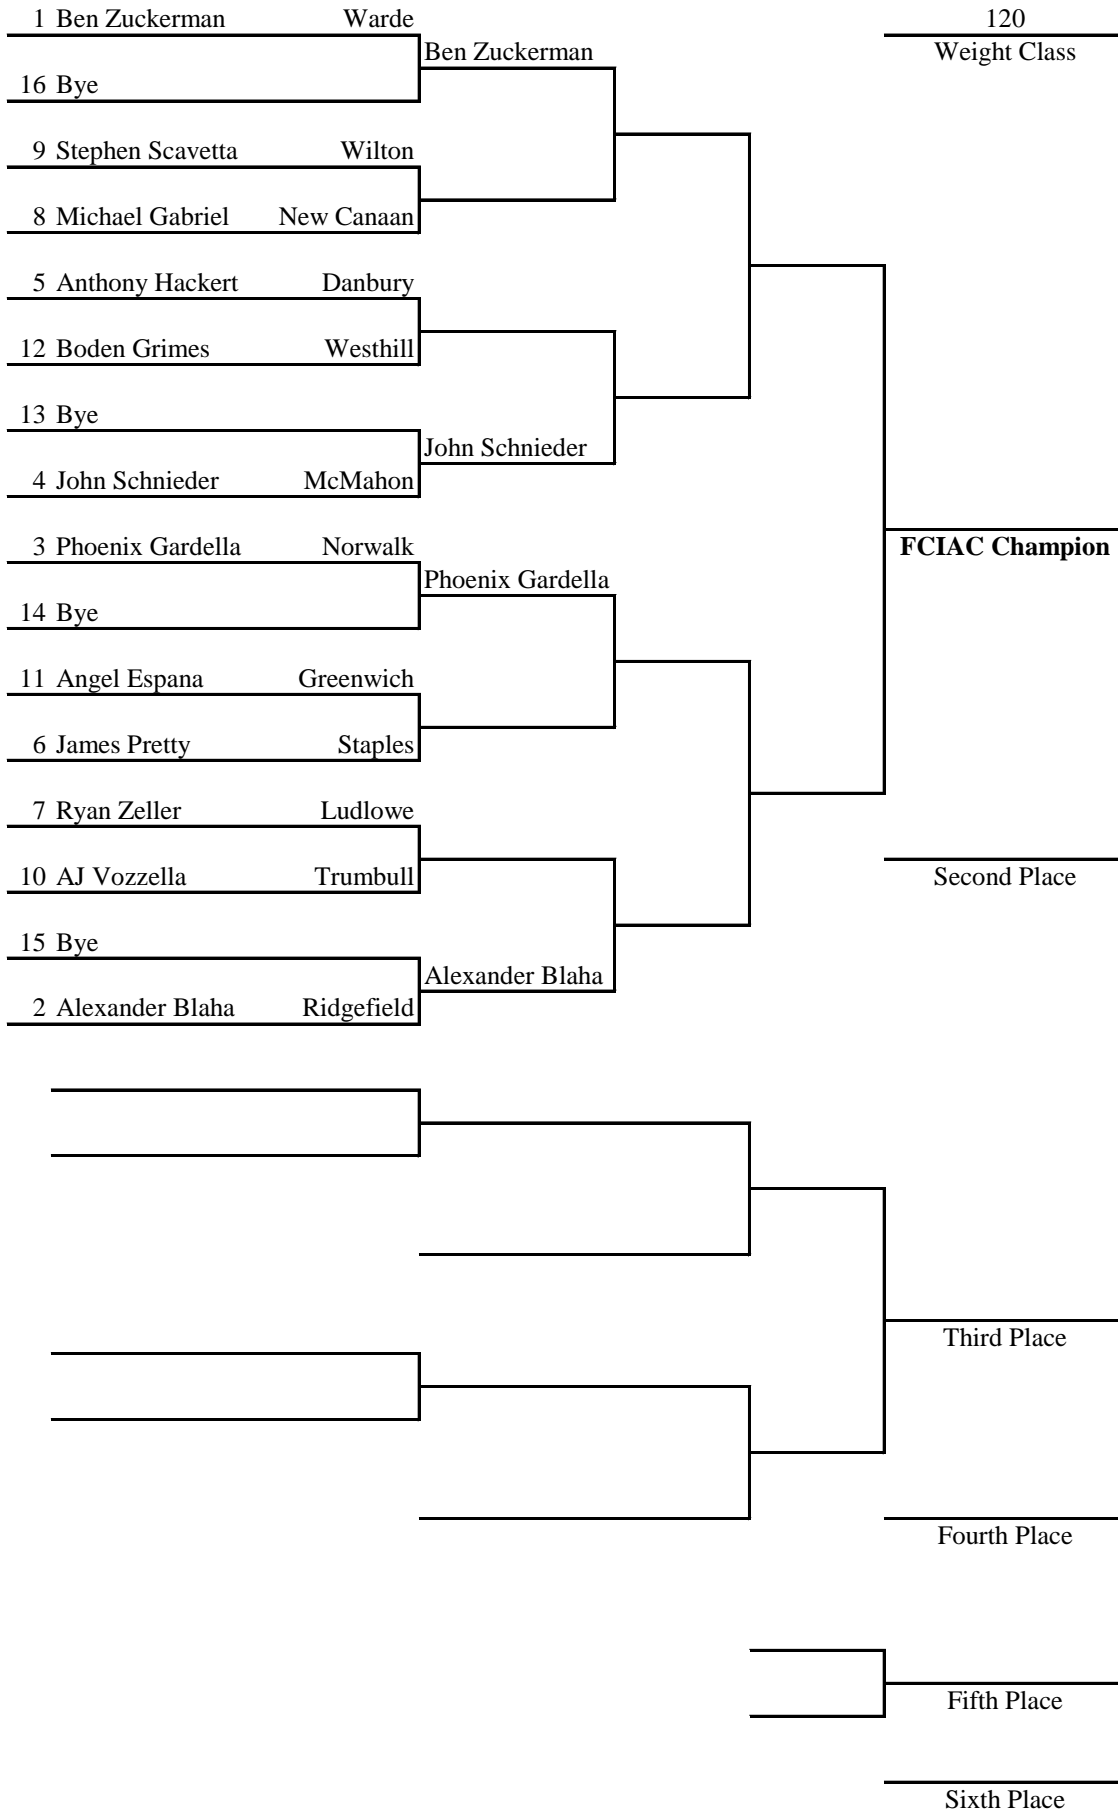 1 Ben Zuckerman Warde 120
Ben Zuckerman Weight Class
16 Bye
9 Stephen Scavetta Wilton
8 Michael Gabriel New Canaan
5 Anthony Hackert Danbury
12 Boden Grimes Westhill
13 Bye
John Schnieder
4 John Schnieder McMahon
3 Phoenix Gardella Norwalk FCIAC Champion
Phoenix Gardella
14 Bye
11 Angel Espana Greenwich
6 James Pretty Staples
7 Ryan Zeller Ludlowe
10 AJ Vozzella Trumbull Second Place
15 Bye
Alexander Blaha
2 Alexander Blaha Ridgefield
Third Place
Fourth Place
Fifth Place
Sixth Place